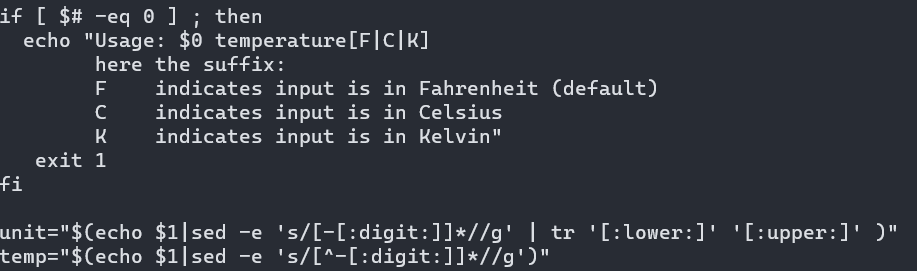 if [ $# -eq 0 ] ; then
  echo "Usage: $0 temperature[F|C|K]
        here the suffix:
        F    indicates input is in Fahrenheit (default)
        C    indicates input is in Celsius
        K    indicates input is in Kelvin"
   exit 1
fi

unit="$(echo $1|sed -e 's/[-[:digit:]]*//g' | tr '[:lower:]' '[:upper:]' )"
temp="$(echo $1|sed -e 's/[^-[:digit:]]*//g')"